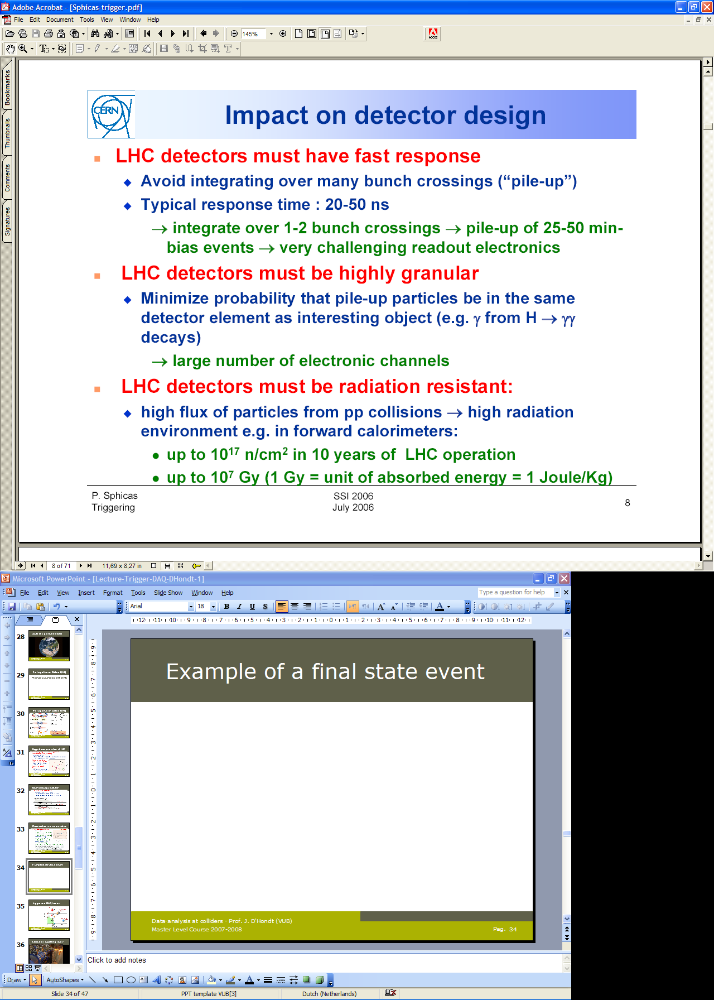 Adobe Acrobat - [Sphicas-trigger.pdf]
File Edit Document Tools View Window Help
145%
Adobe
Bookmarks
Thumbnails
Comments
Signatures
CERN
Impact on detector design
LHC detectors must have fast response
Avoid integrating over many bunch crossings (“pile-up”)
Typical response time : 20-50 ns
→ integrate over 1-2 bunch crossings → pile-up of 25-50 min-
bias events → very challenging readout electronics
LHC detectors must be highly granular
Minimize probability that pile-up particles be in the same
detector element as interesting object (e.g. γ from H → γγ
decays)
→ large number of electronic channels
LHC detectors must be radiation resistant:
high flux of particles from pp collisions → high radiation
environment e.g. in forward calorimeters:
up to 10¹⁷ n/cm² in 10 years of LHC operation
up to 10⁷ Gy (1 Gy = unit of absorbed energy = 1 Joule/Kg)
P. Sphicas
Triggering
SSI 2006
July 2006
8
8 of 71
11,69 x 8,27 in
Microsoft PowerPoint - [Lecture-Trigger-DAQ-DHondt-1]
File Edit View Insert Format Tools Slide Show Window Help
Type a question for help
Arial 18 B I U S
28
29
30
31
32
33
34
35
36
Example of a final state event
Data-analysis at colliders - Prof. J. D'Hondt (VUB)
Master Level Course 2007-2008
Pag. 34
Click to add notes
Draw AutoShapes
Slide 34 of 47
PPT template VUB[3]
Dutch (Netherlands)